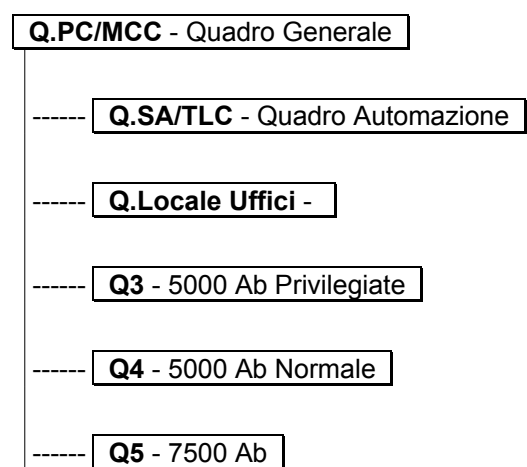 Q.PC/MCC - Quadro Generale
------ Q.SA/TLC - Quadro Automazione
------ Q.Locale Uffici -
------ Q3 - 5000 Ab Privilegiate
------ Q4 - 5000 Ab Normale
------ Q5 - 7500 Ab